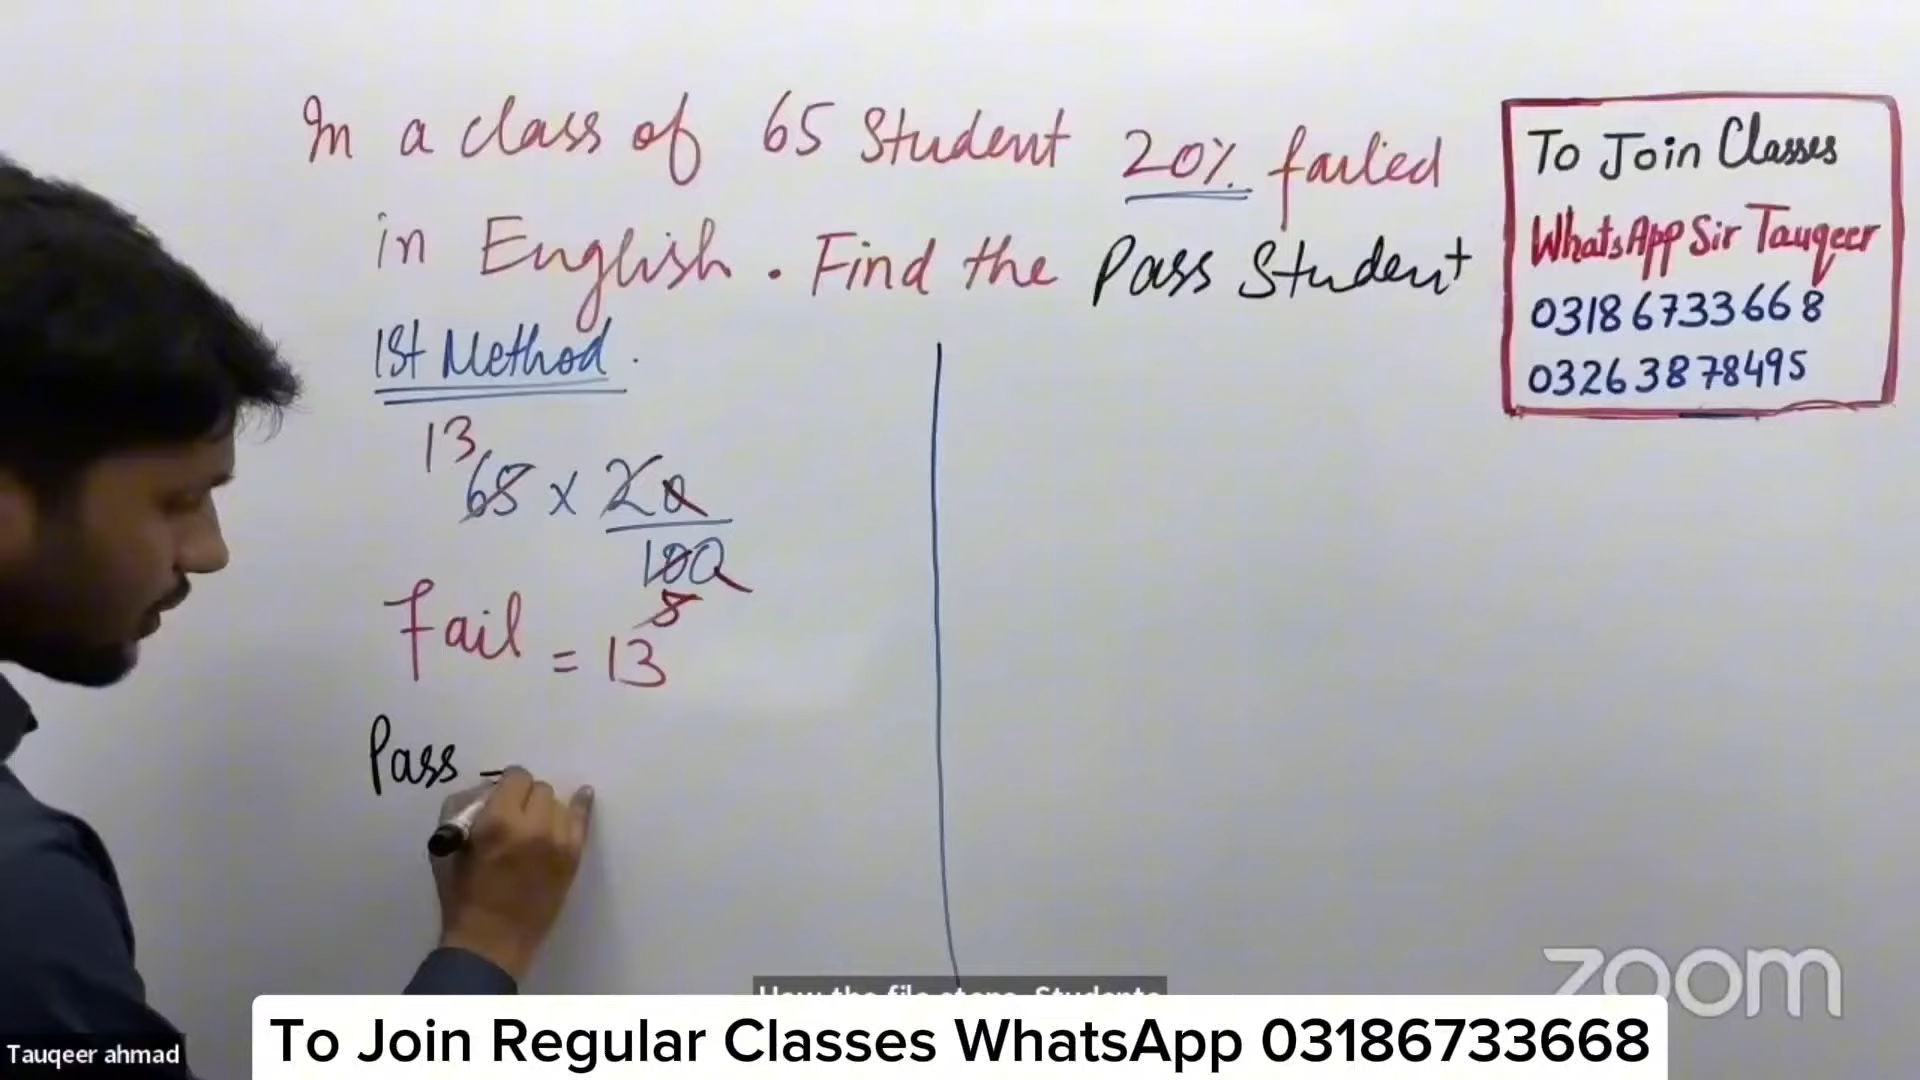 In a class of 65 Student 20% failed
in English. Find the Pass Student
1st Method.
13
65 × 20
100
5
Fail = 13
Pass
To Join Classes
WhatsApp Sir Tauqeer
03186733668
03263878495
zoom
Tauqeer ahmad
To Join Regular Classes WhatsApp 03186733668